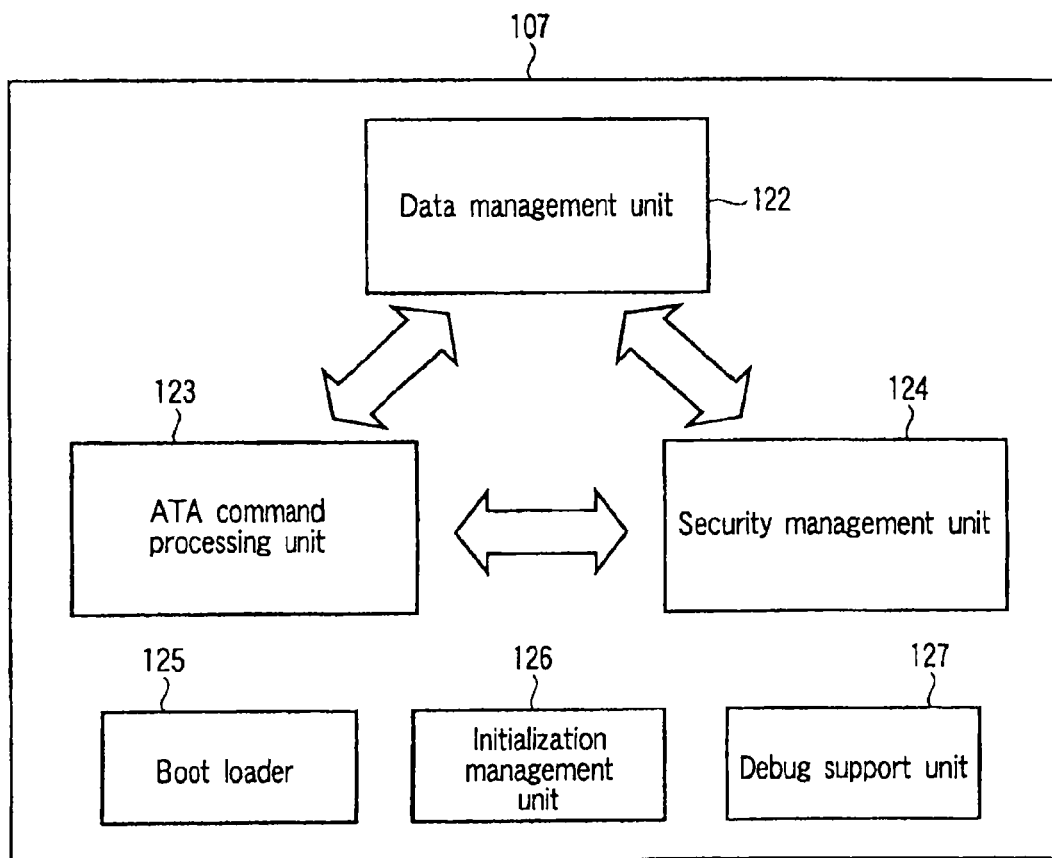 107
Data management unit
122
123
124
ATA command
processing unit
Security management unit
125
126
127
Boot loader
Initialization
management
unit
Debug support unit